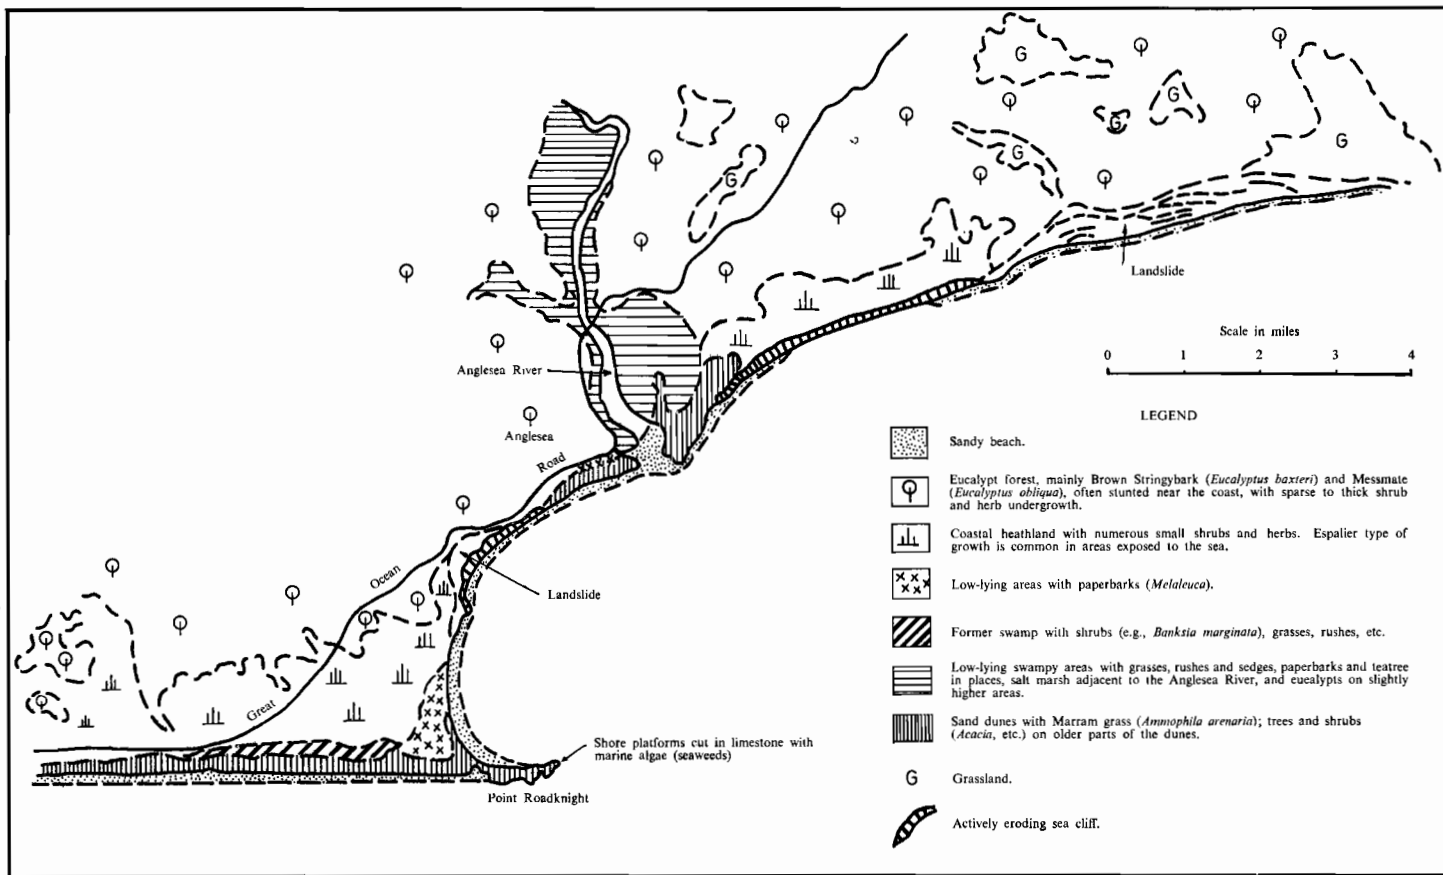 G
G
G
G
G
G
G
Landslide
Scale in miles
0 1 2 3 4
Anglesea River
Anglesea
Road
Ocean
Great
Landslide
Shore platforms cut in limestone with
marine algae (seaweeds)
Point Roadknight
LEGEND
Sandy beach.
Eucalypt forest, mainly Brown Stringybark (Eucalyptus baxteri) and Messmate
(Eucalyptus obliqua), often stunted near the coast, with sparse to thick shrub
and herb undergrowth.
Coastal heathland with numerous small shrubs and herbs. Espalier type of
growth is common in areas exposed to the sea.
Low-lying areas with paperbarks (Melaleuca).
Former swamp with shrubs (e.g., Banksia marginata), grasses, rushes, etc.
Low-lying swampy areas with grasses, rushes and sedges, paperbarks and teatree
in places, salt marsh adjacent to the Anglesea River, and eucalypts on slightly
higher areas.
Sand dunes with Marram grass (Ammophila arenaria); trees and shrubs
(Acacia, etc.) on older parts of the dunes.
G Grassland.
Actively eroding sea cliff.